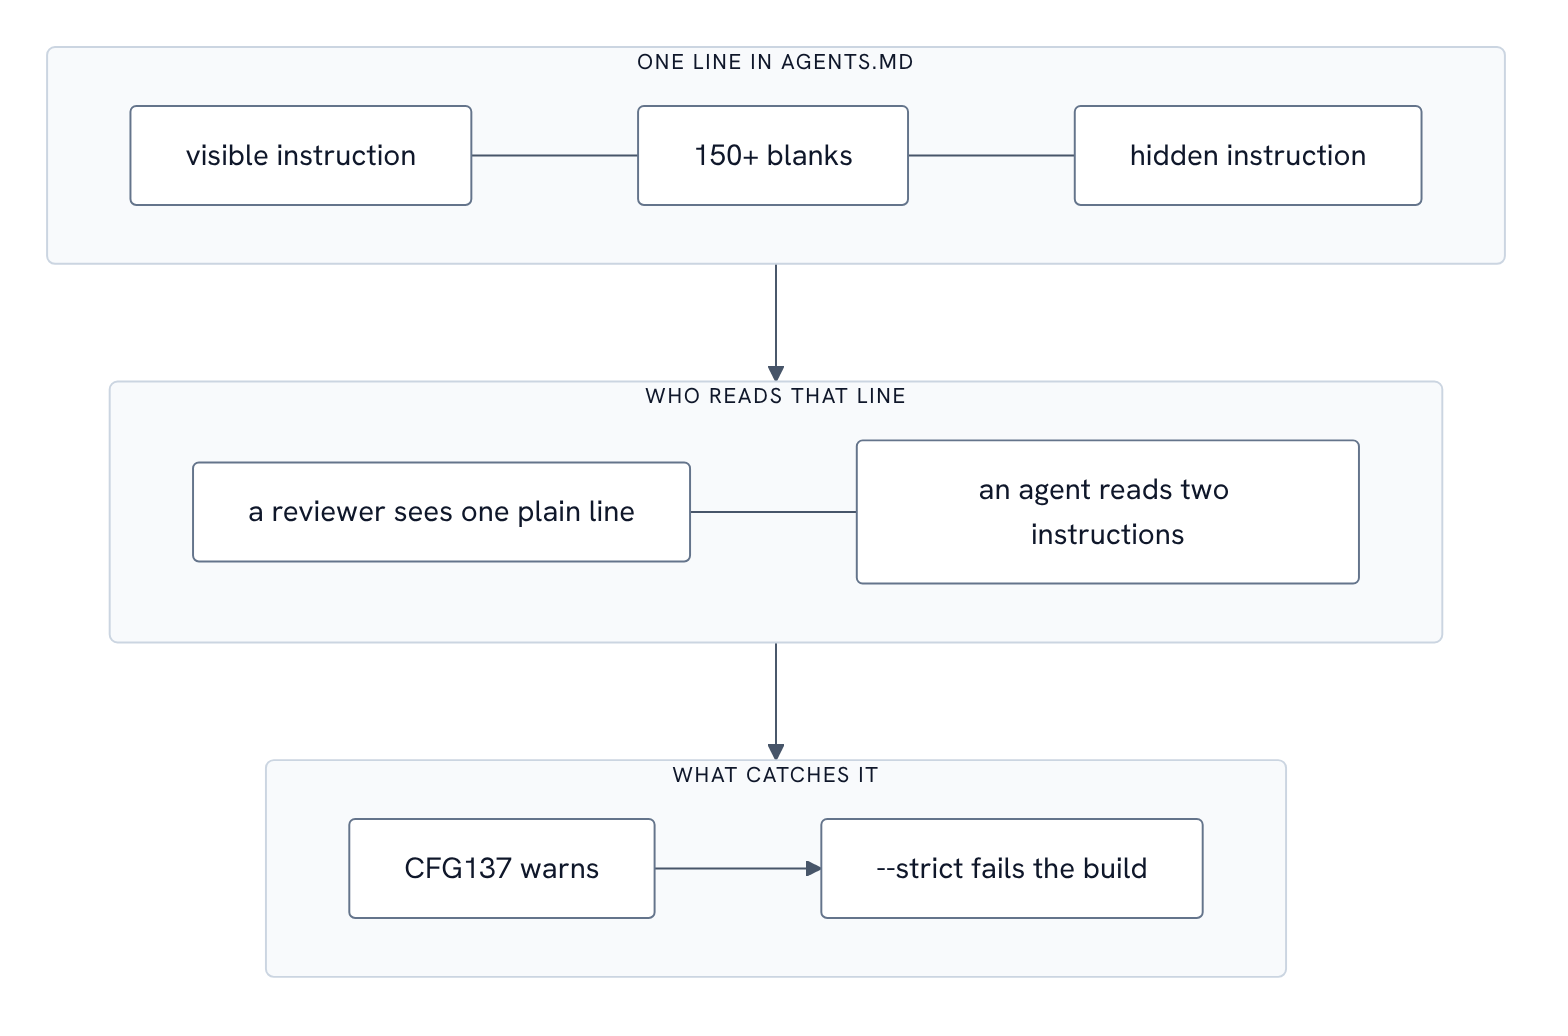 ONE LINE IN AGENTS.MD
visible instruction
150+ blanks
hidden instruction
WHO READS THAT LINE
a reviewer sees one plain line
an agent reads two
instructions
WHAT CATCHES IT
CFG137 warns
--strict fails the build